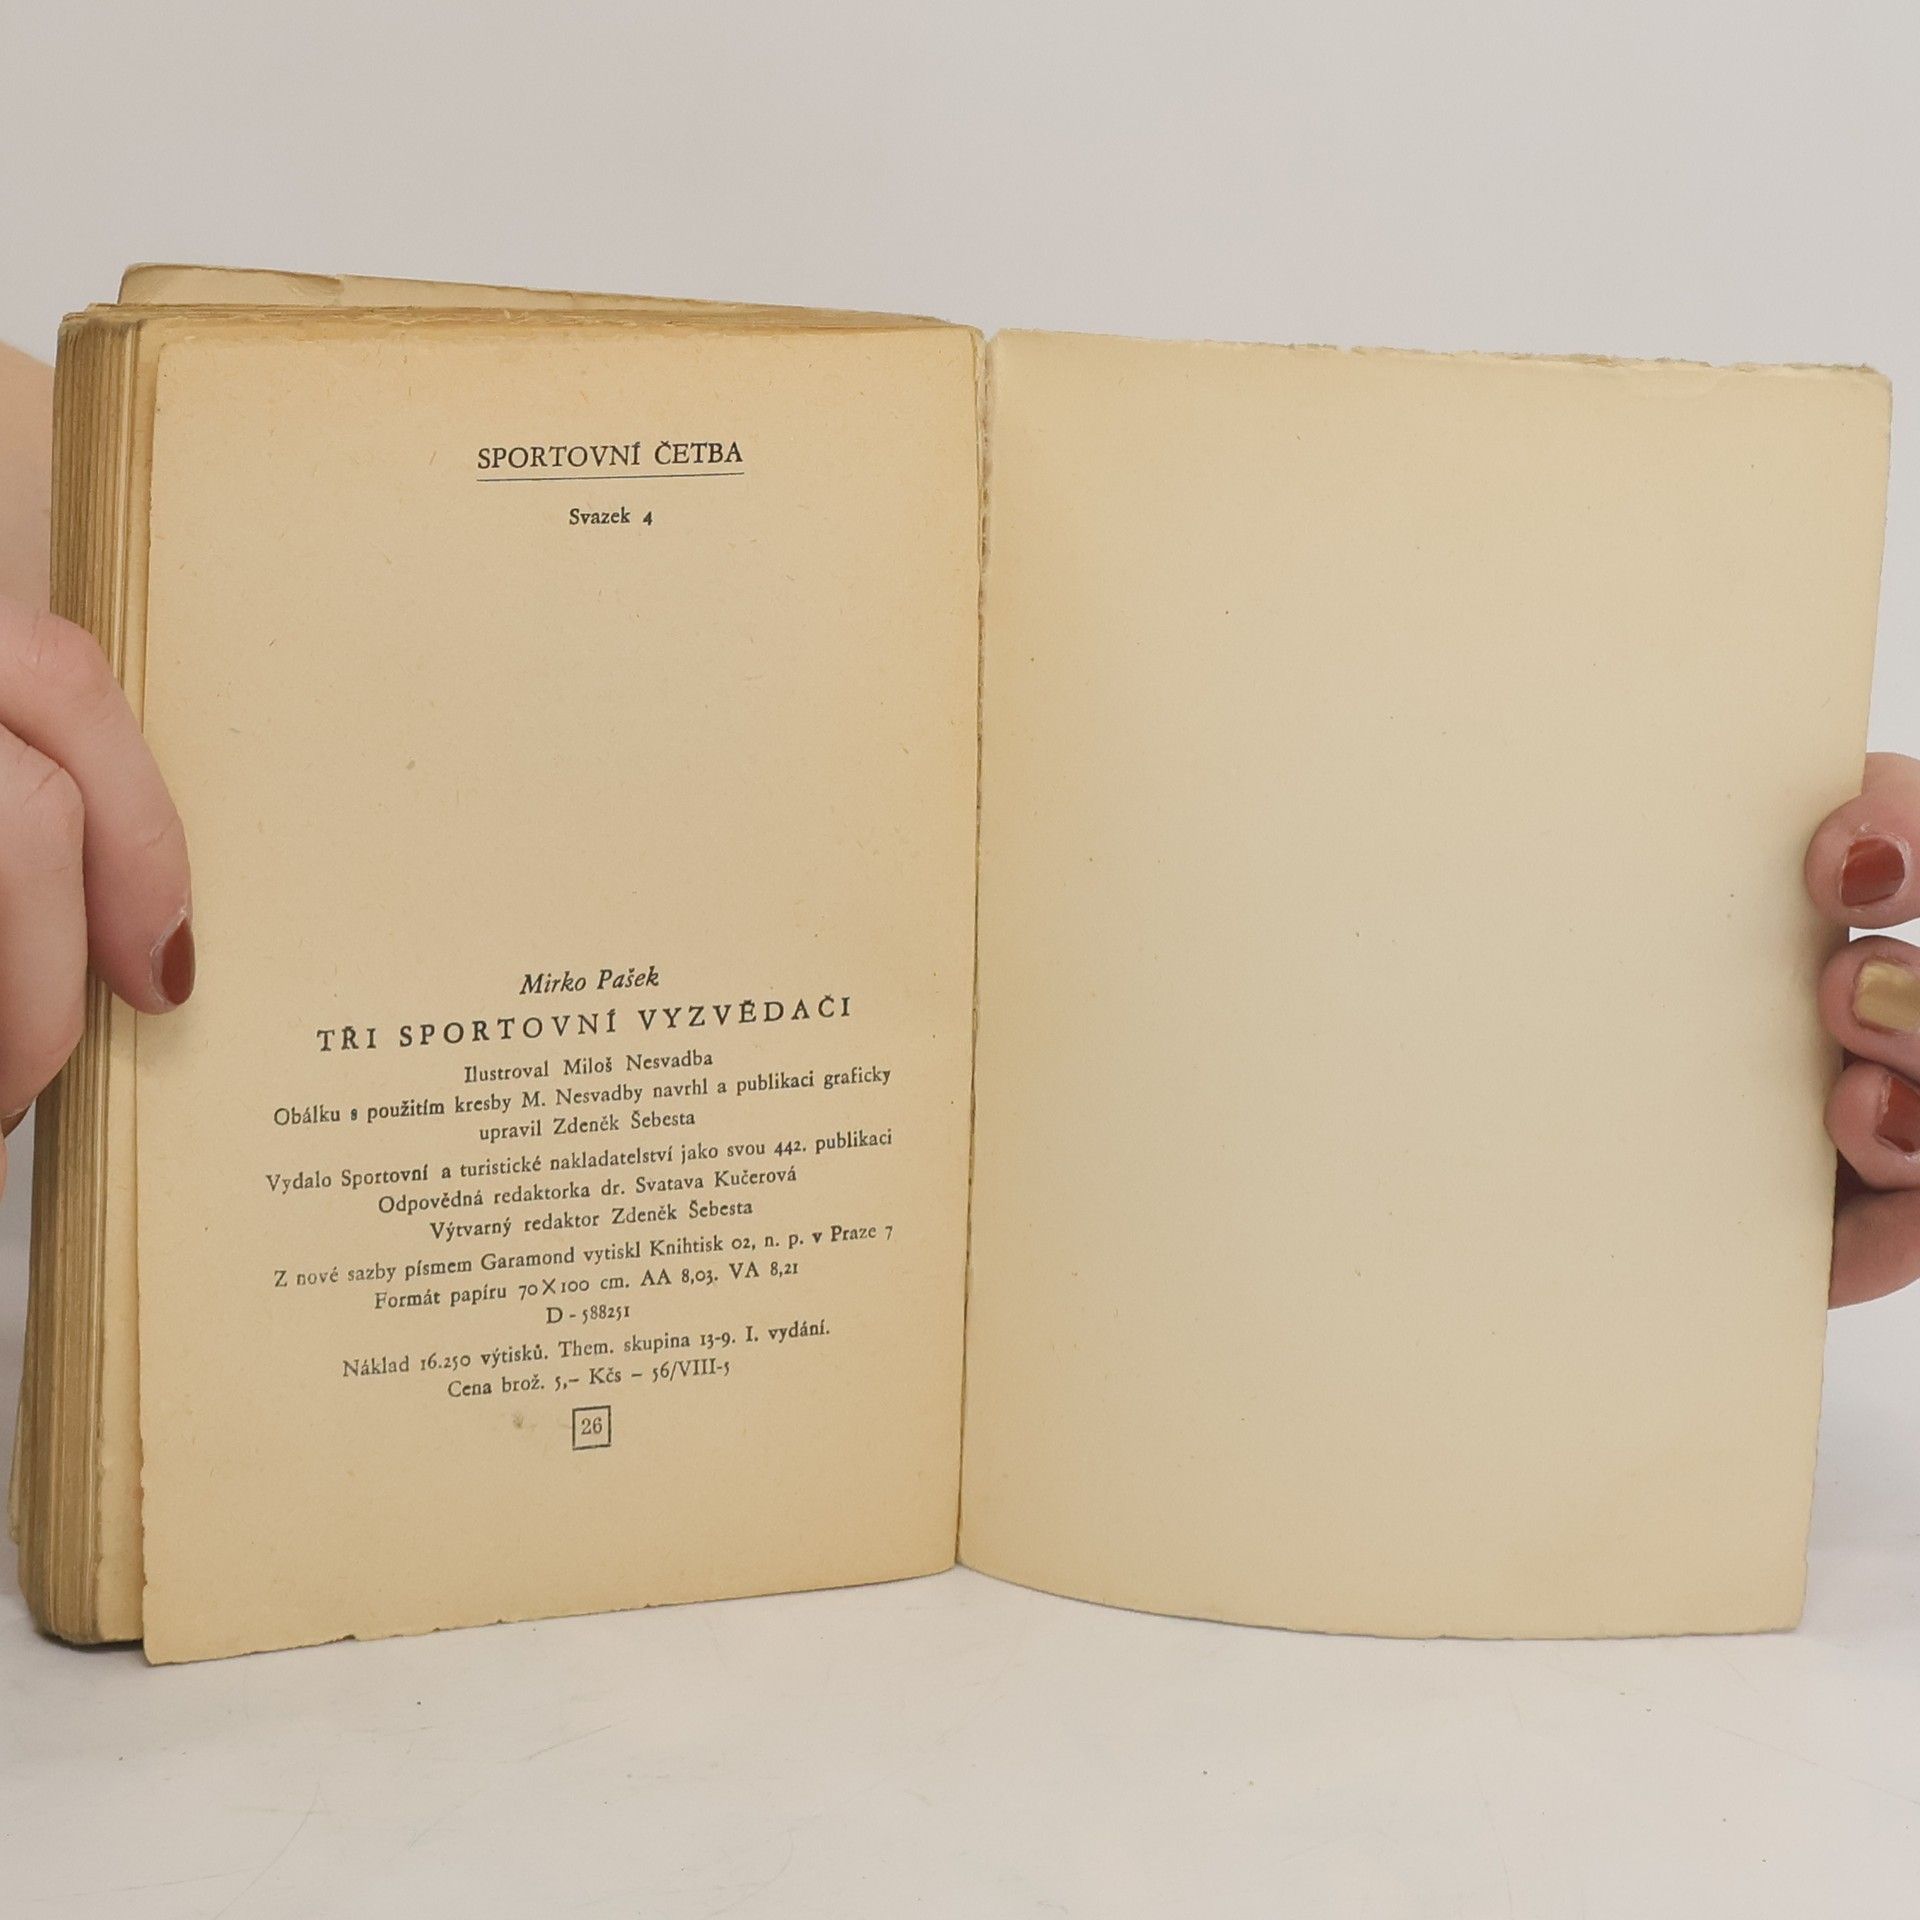 SPORTOVNÍ ČETBA
Svazek 4
Mirko Pašek
TŘI SPORTOVNÍ VYZVĚDAČI
Ilustroval Miloš Nesvadba
Obálku s použitím kresby M. Nesvadby navrhl a publikaci graficky
upravil Zdeněk Šebesta
Vydalo Sportovní a turistické nakladatelství jako svou 442. publikaci
Odpovědná redaktorka dr. Svatava Kučerová
Výtvarný redaktor Zdeněk Šebesta
Z nové sazby písmem Garamond vytiskl Knihtisk 02, n. p. v Praze 7
Formát papíru 70×100 cm. AA 8,03. VA 8,21
D - 588251
Náklad 16.250 výtisků. Them. skupina 13-9. I. vydání.
Cena brož. 5,– Kčs – 56/VIII-5
26